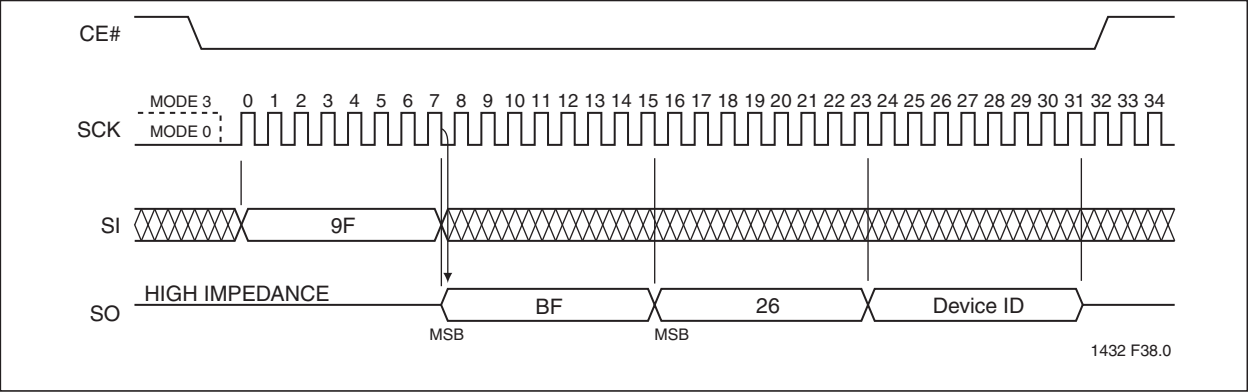 CE#
MODE 3
0 1 2 3 4 5 6 7 8 9 10 11 12 13 14 15 16 17 18 19 20 21 22 23 24 25 26 27 28 29 30 31 32 33 34
SCK
MODE 0
SI
9F
HIGH IMPEDANCE
SO
BF
26
Device ID
MSB
MSB
1432 F38.0